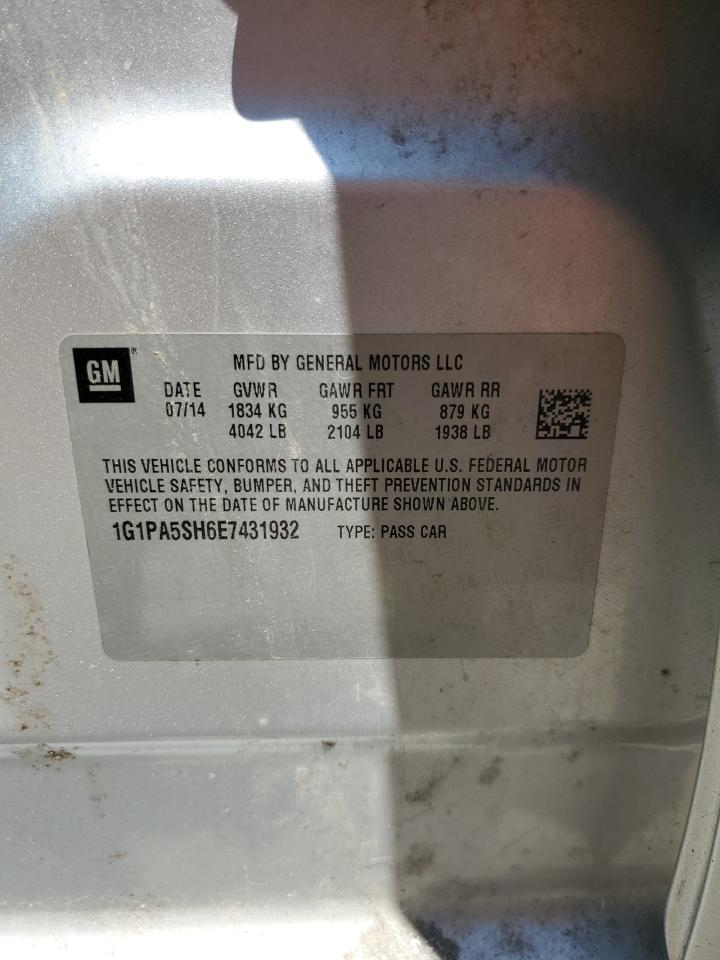 GM®
MFD BY GENERAL MOTORS LLC
DATE GVWR GAWR FRT GAWR RR
07/14 1834 KG 955 KG 879 KG
4042 LB 2104 LB 1938 LB
THIS VEHICLE CONFORMS TO ALL APPLICABLE U.S. FEDERAL MOTOR
VEHICLE SAFETY, BUMPER, AND THEFT PREVENTION STANDARDS IN
EFFECT ON THE DATE OF MANUFACTURE SHOWN ABOVE.
1G1PA5SH6E7431932 TYPE: PASS CAR